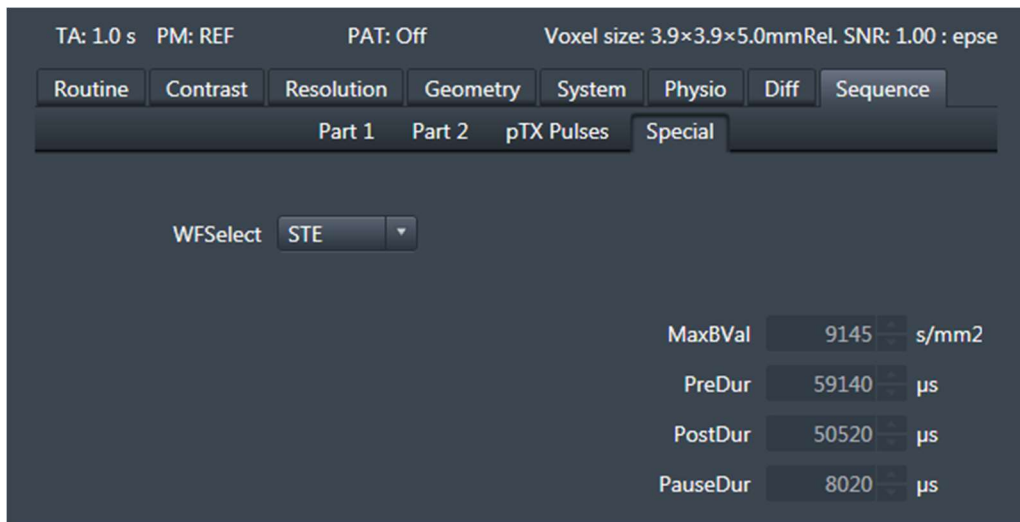 TA: 1.0 s PM: REF PAT: Off Voxel size: 3.9×3.9×5.0mmRel. SNR: 1.00 : epse
Routine Contrast Resolution Geometry System Physio Diff Sequence
Part 1 Part 2 pTX Pulses Special
WFSelect STE
MaxBVal 9145 s/mm2
PreDur 59140 μs
PostDur 50520 μs
PauseDur 8020 μs